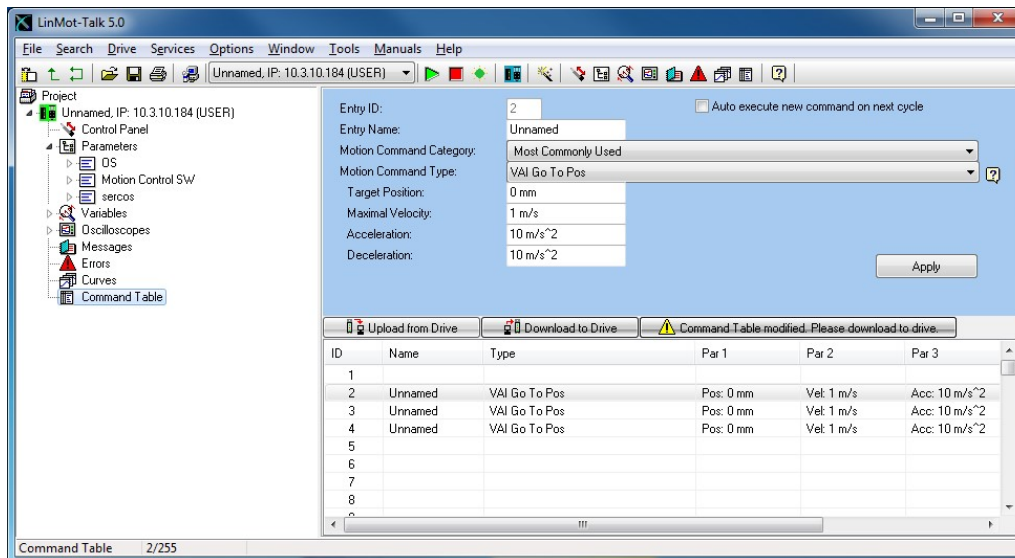 LinMot-Talk 5.0
File Search Drive Services Options Window Tools Manuals Help
Unnamed, IP: 10.3.10.184 (USER)
Project
Unnamed, IP: 10.3.10.184 (USER)
Control Panel
Parameters
OS
Motion Control SW
sercos
Variables
Oscilloscopes
Messages
Errors
Curves
Command Table
Entry ID: 2
Auto execute new command on next cycle
Entry Name: Unnamed
Motion Command Category: Most Commonly Used
Motion Command Type: VAI Go To Pos
Target Position: 0 mm
Maximal Velocity: 1 m/s
Acceleration: 10 m/s^2
Deceleration: 10 m/s^2
Apply
Upload from Drive Download to Drive Command Table modified. Please download to drive.
ID Name Type Par 1 Par 2 Par 3
1
2 Unnamed VAI Go To Pos Pos: 0 mm Vel: 1 m/s Acc: 10 m/s^2
3 Unnamed VAI Go To Pos Pos: 0 mm Vel: 1 m/s Acc: 10 m/s^2
4 Unnamed VAI Go To Pos Pos: 0 mm Vel: 1 m/s Acc: 10 m/s^2
5
6
7
8
Command Table 2/255